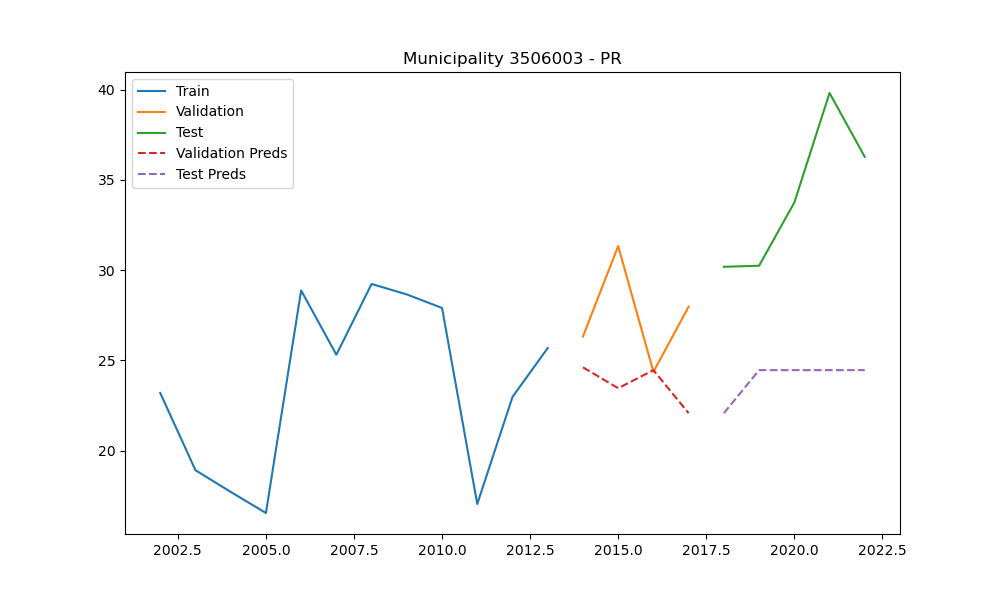 Municipality 3506003 - PR
Train
Validation
Test
Validation Preds
Test Preds
40
35
30
25
20
2002.5 2005.0 2007.5 2010.0 2012.5 2015.0 2017.5 2020.0 2022.5